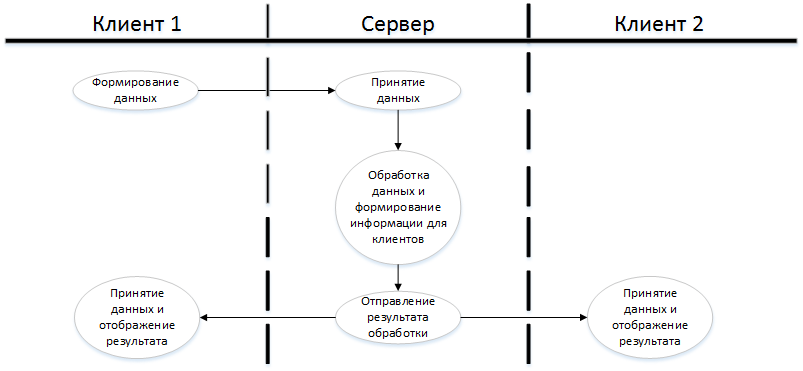 Клиент 1
Сервер
Клиент 2
Формирование
данных
Принятие
данных
Обработка
данных и
формирование
информации для
клиентов
Принятие
данных и
отображение
результата
Отправление
результата
обработки
Принятие
данных и
отображение
результата